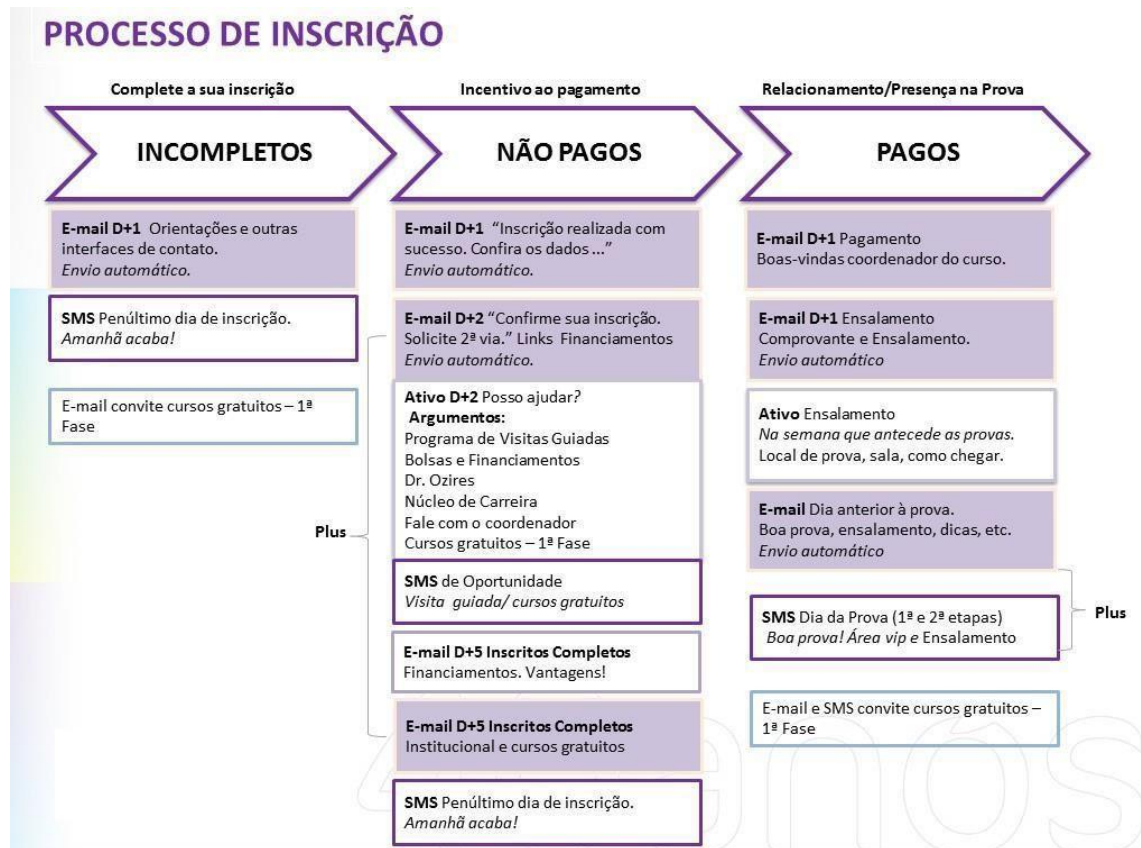 PROCESSO DE INSCRIÇÃO
Complete a sua inscrição
INCOMPLETOS
E-mail D+1 Orientações e outras
interfaces de contato.
Envio automático.
SMS Penúltimo dia de inscrição.
Amanhã acaba!
E-mail convite cursos gratuitos – 1ª
Fase
Incentivo ao pagamento
NÃO PAGOS
E-mail D+1 “Inscrição realizada com
sucesso. Confira os dados ...”
Envio automático.
E-mail D+2 “Confirme sua inscrição.
Solicite 2ª via.” Links Financiamentos
Envio automático.
Ativo D+2 Posso ajudar?
Argumentos:
Programa de Visitas Guiadas
Bolsas e Financiamentos
Dr. Ozires
Núcleo de Carreira
Fale com o coordenador
Cursos gratuitos – 1ª Fase
Plus
SMS de Oportunidade
Visita guiada/ cursos gratuitos
E-mail D+5 Inscritos Completos
Financiamentos. Vantagens!
E-mail D+5 Inscritos Completos
Institucional e cursos gratuitos
SMS Penúltimo dia de inscrição.
Amanhã acaba!
Relacionamento/Presença na Prova
PAGOS
E-mail D+1 Pagamento
Boas-vindas coordenador do curso.
E-mail D+1 Ensalamento
Comprovante e Ensalamento.
Envio automático
Ativo Ensalamento
Na semana que antecede as provas.
Local de prova, sala, como chegar.
E-mail Dia anterior à prova.
Boa prova, ensalamento, dicas, etc.
Envio automático
SMS Dia da Prova (1ª e 2ª etapas)
Boa prova! Área vip e Ensalamento
Plus
E-mail e SMS convite cursos gratuitos –
1ª Fase